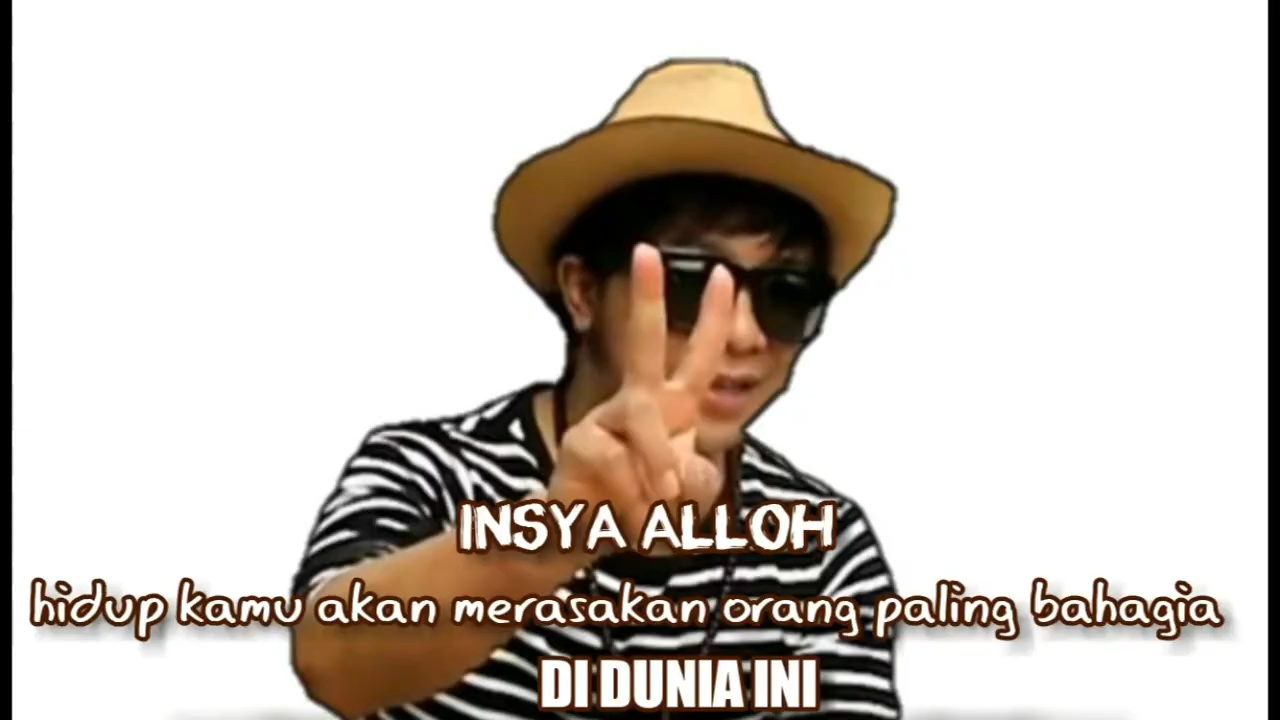 INSYA ALLOH
hidup kamu akan merasakan orang paling bahagia
DI DUNIA INI